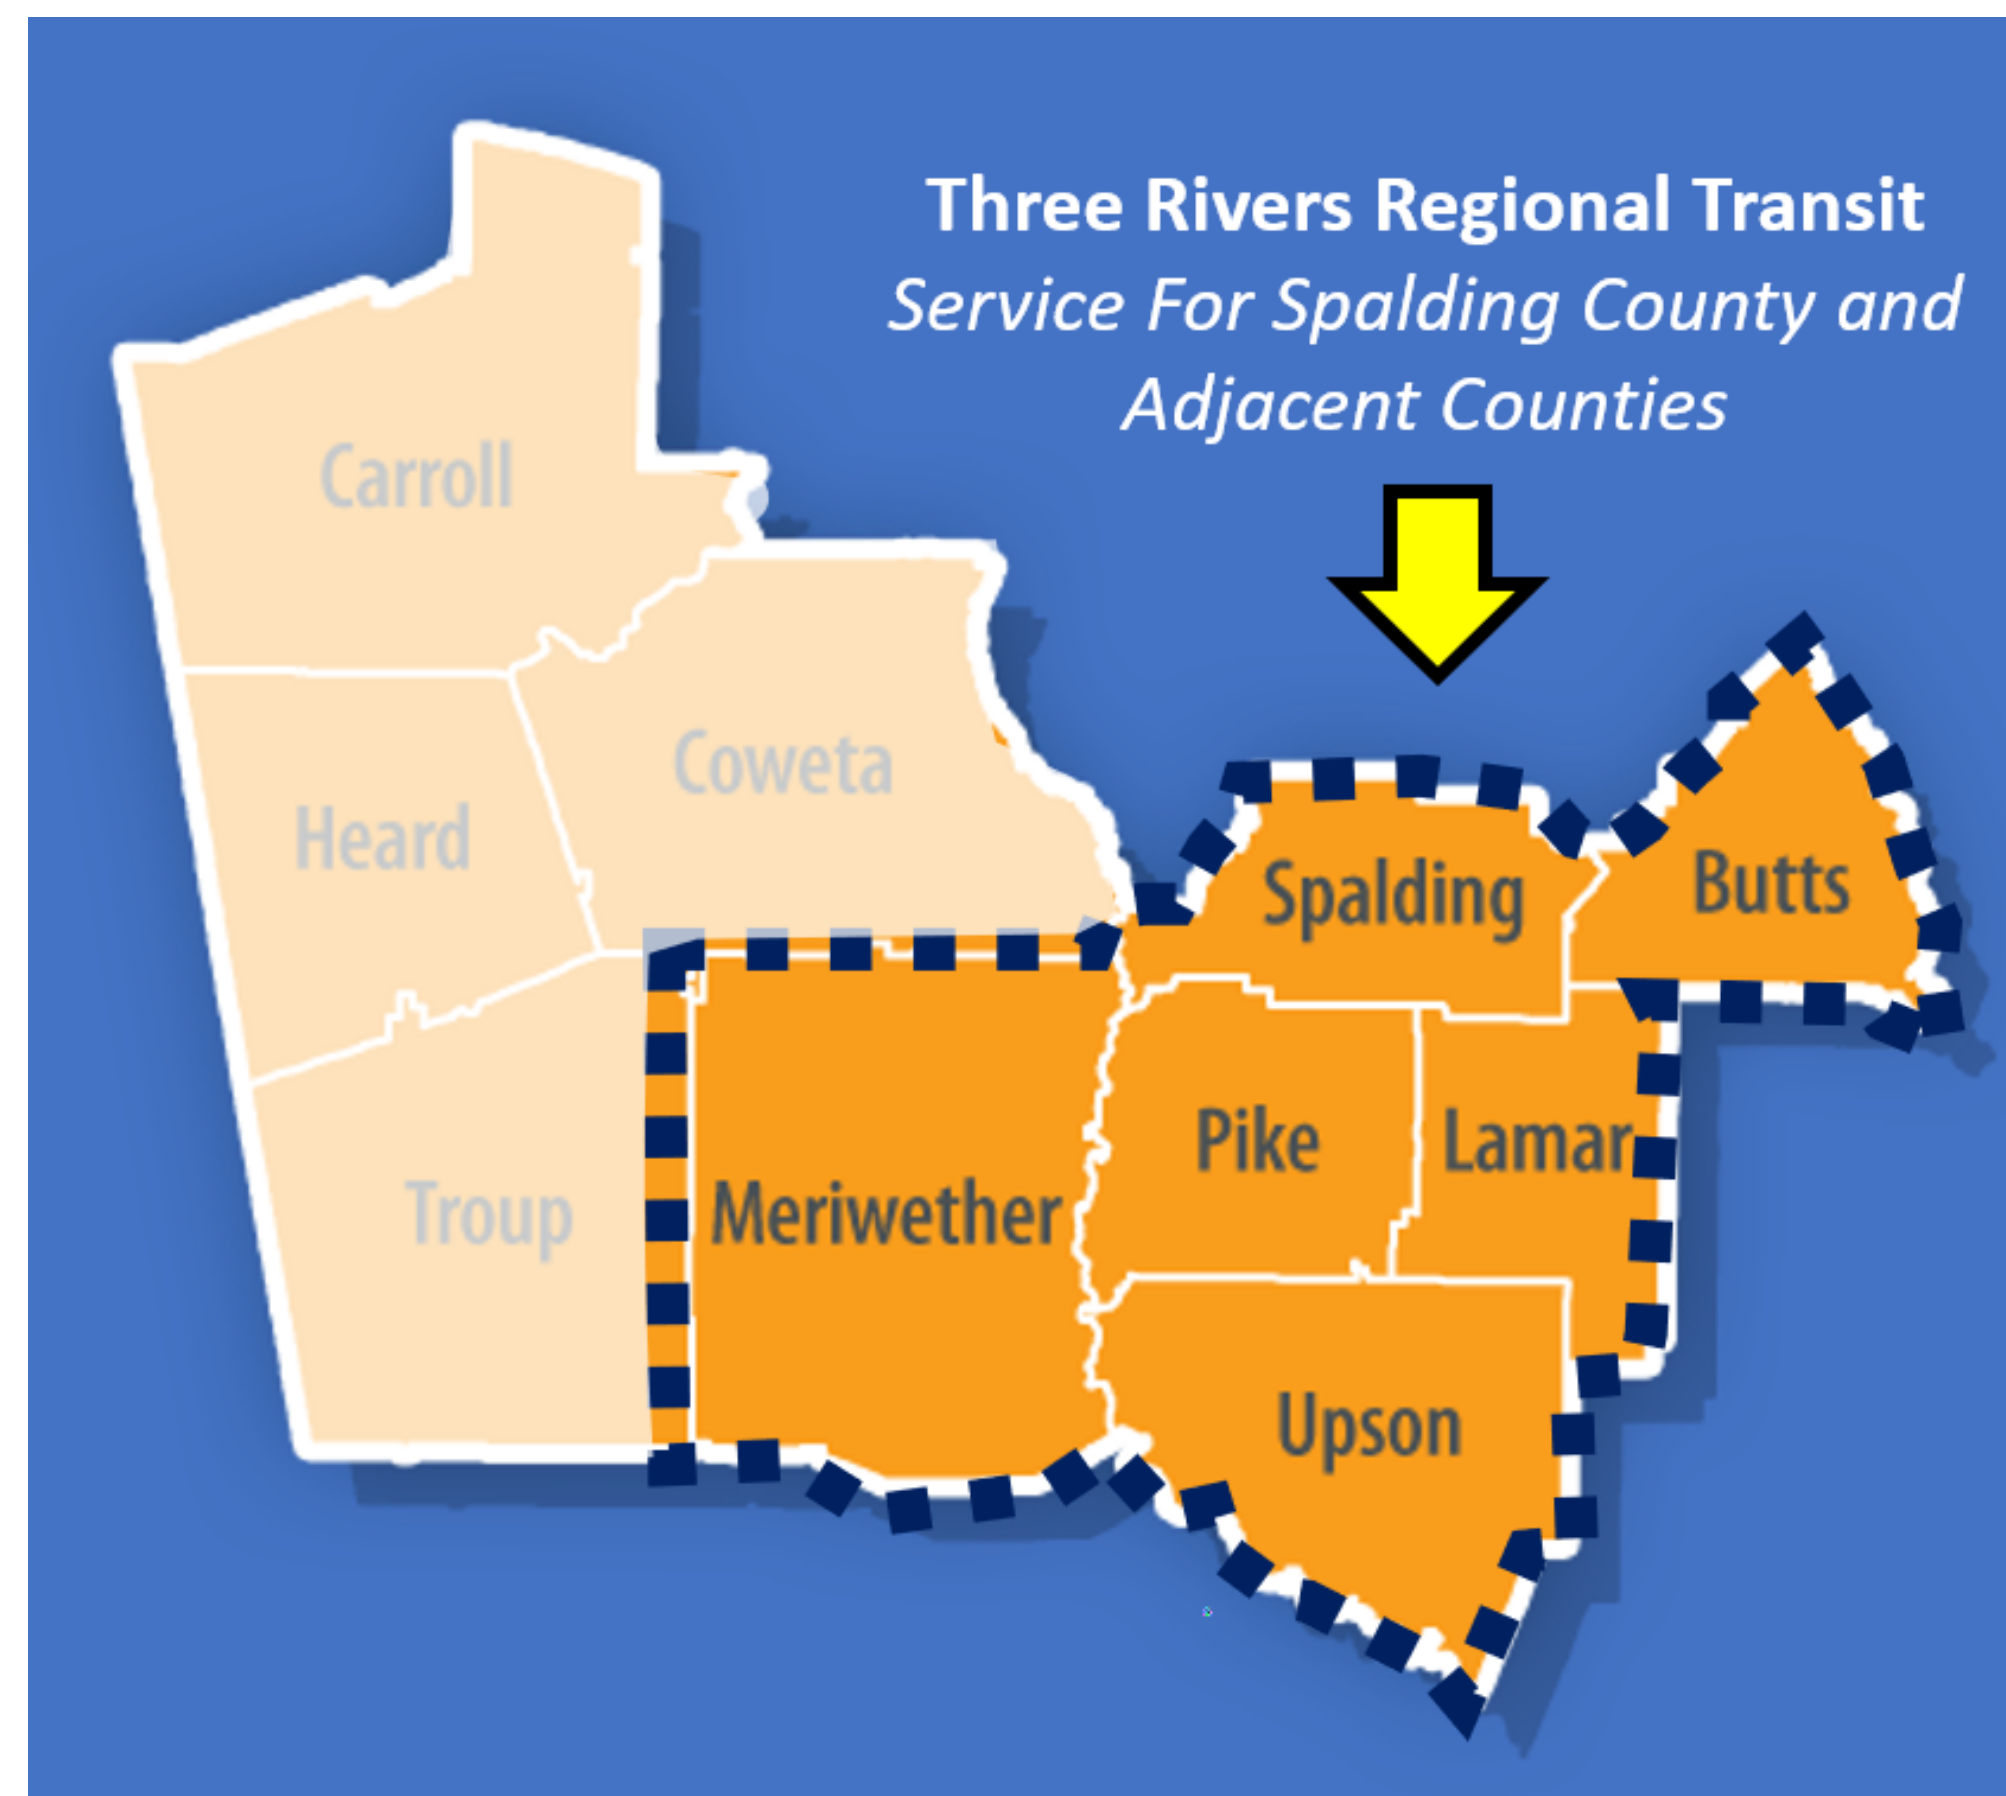 Three Rivers Regional Transit
Service For Spalding County and
Adjacent Counties
Carroll
Coweta
Heard
Spalding
Butts
Pike
Lamar
Troup
Meriwether
Upson